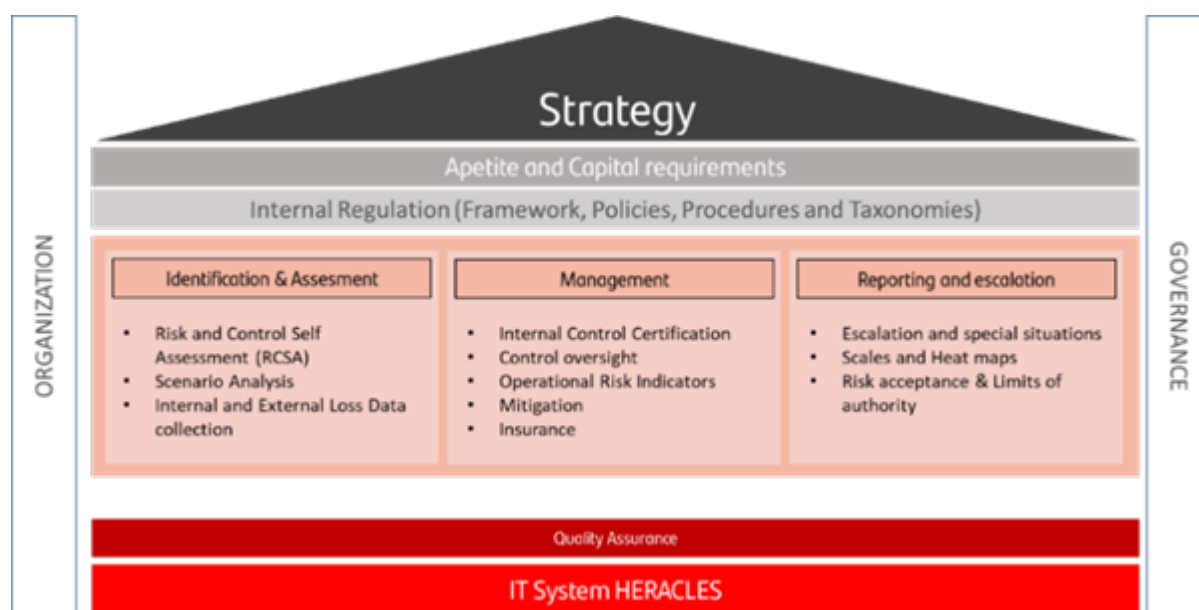 Strategy
Apetite and Capital requirements
Internal Regulation (Framework, Policies, Procedures and Taxonomies)
ORGANIZATION
Identification & Assesment
• Risk and Control Self
Assessment (RCSA)
• Scenario Analysis
• Internal and External Loss Data
collection
Management
• Internal Control Certification
• Control oversight
• Operational Risk Indicators
• Mitigation
• Insurance
Reporting and escalation
• Escalation and special situations
• Scales and Heat maps
• Risk acceptance & Limits of
authority
GOVERNANCE
Quality Assurance
IT System HERACLES